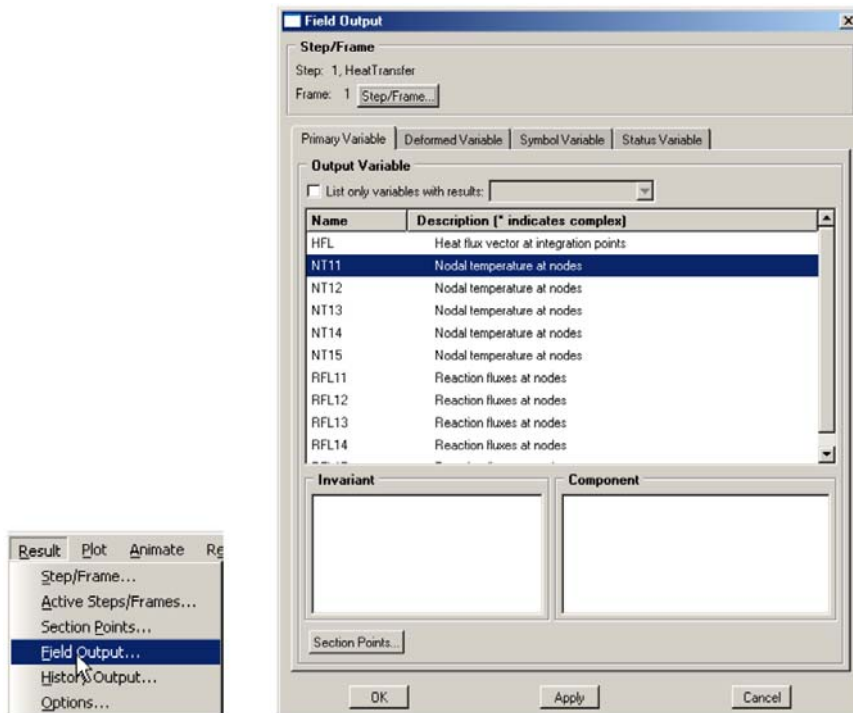 Field Output
Step/Frame
Step: 1, HeatTransfer
Frame: 1 Step/Frame...
Primary Variable Deformed Variable Symbol Variable Status Variable
Output Variable
List only variables with results:
Name Description (* indicates complex)
HFL Heat flux vector at integration points
NT11 Nodal temperature at nodes
NT12 Nodal temperature at nodes
NT13 Nodal temperature at nodes
NT14 Nodal temperature at nodes
NT15 Nodal temperature at nodes
RFL11 Reaction fluxes at nodes
RFL12 Reaction fluxes at nodes
RFL13 Reaction fluxes at nodes
RFL14 Reaction fluxes at nodes
Invariant Component
Section Points...
OK Apply Cancel
Result Plot Animate Re
Step/Frame...
Active Steps/Frames...
Section Points...
Field Output...
History Output...
Options...